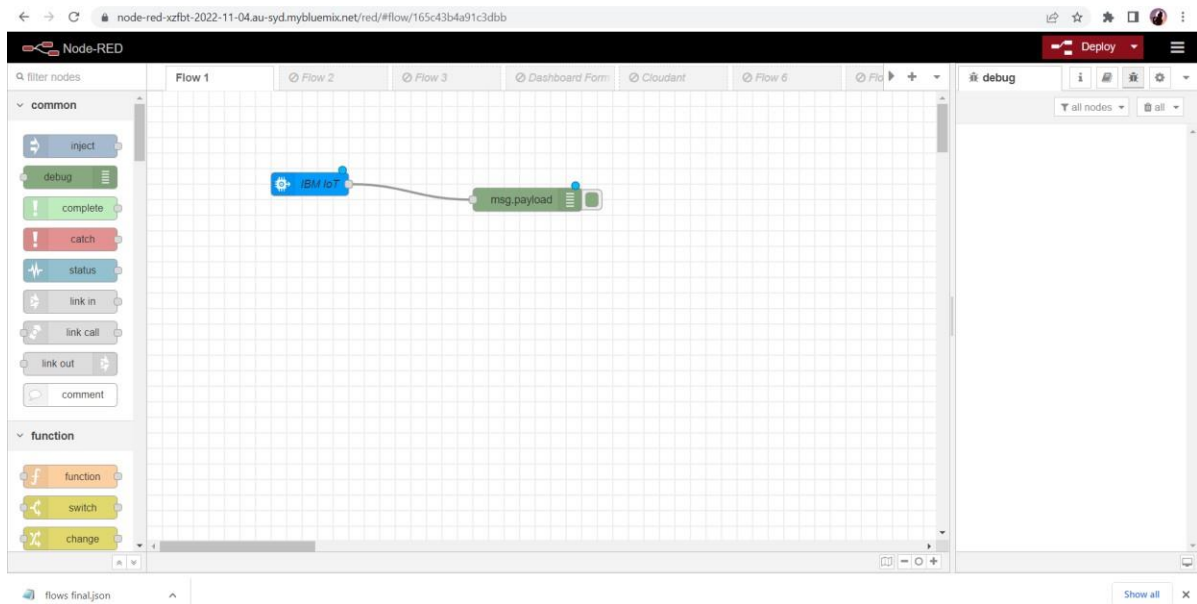 node-red-xzfbt-2022-11-04.au-syd.mybluemix.net/red/#flow/165c43b4a91c3dbb
Node-RED
Deploy
filter nodes
Flow 1
Flow 2
Flow 3
Dashboard Form
Cloudant
Flow 6
Flo
debug
i
all nodes
all
common
inject
debug
complete
catch
status
link in
link call
link out
comment
function
function
switch
change
IBM IoT
msg.payload
flows final.json
Show all